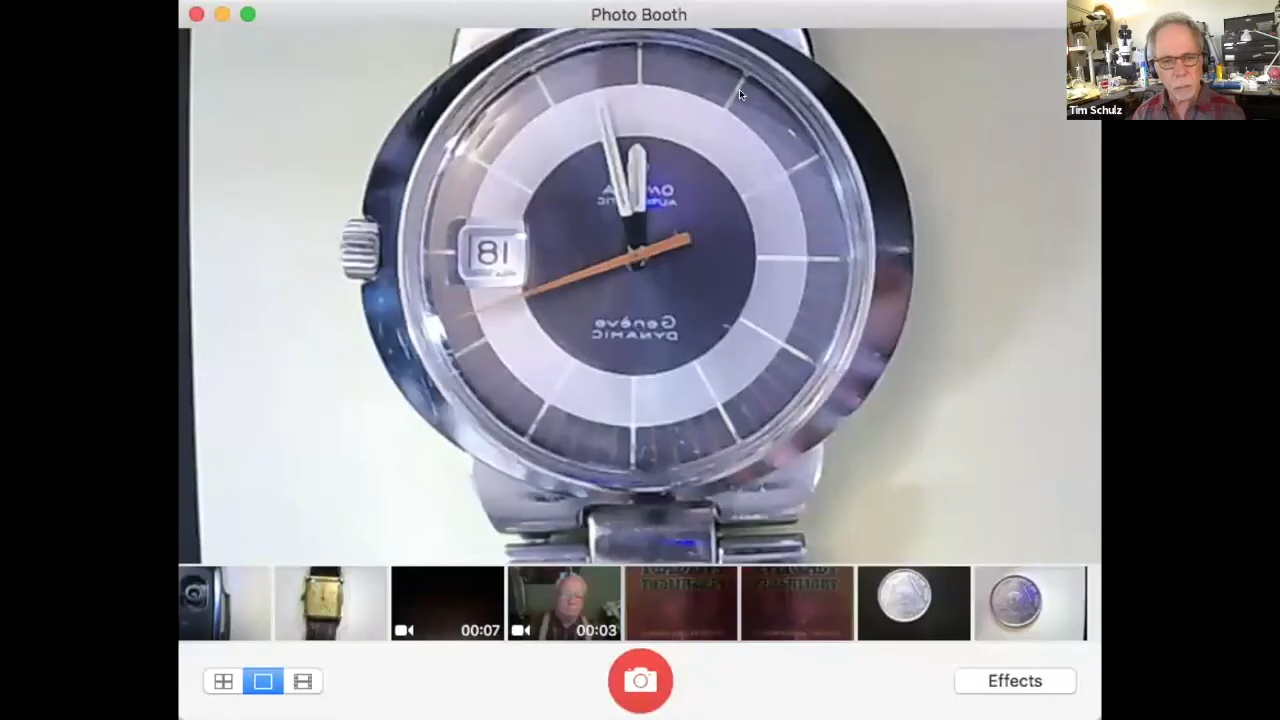 Photo Booth
Tim Schulz
OMEGA
AUTOMATIC
18
Genève
DYNAMIC
00:07
00:03
Effects